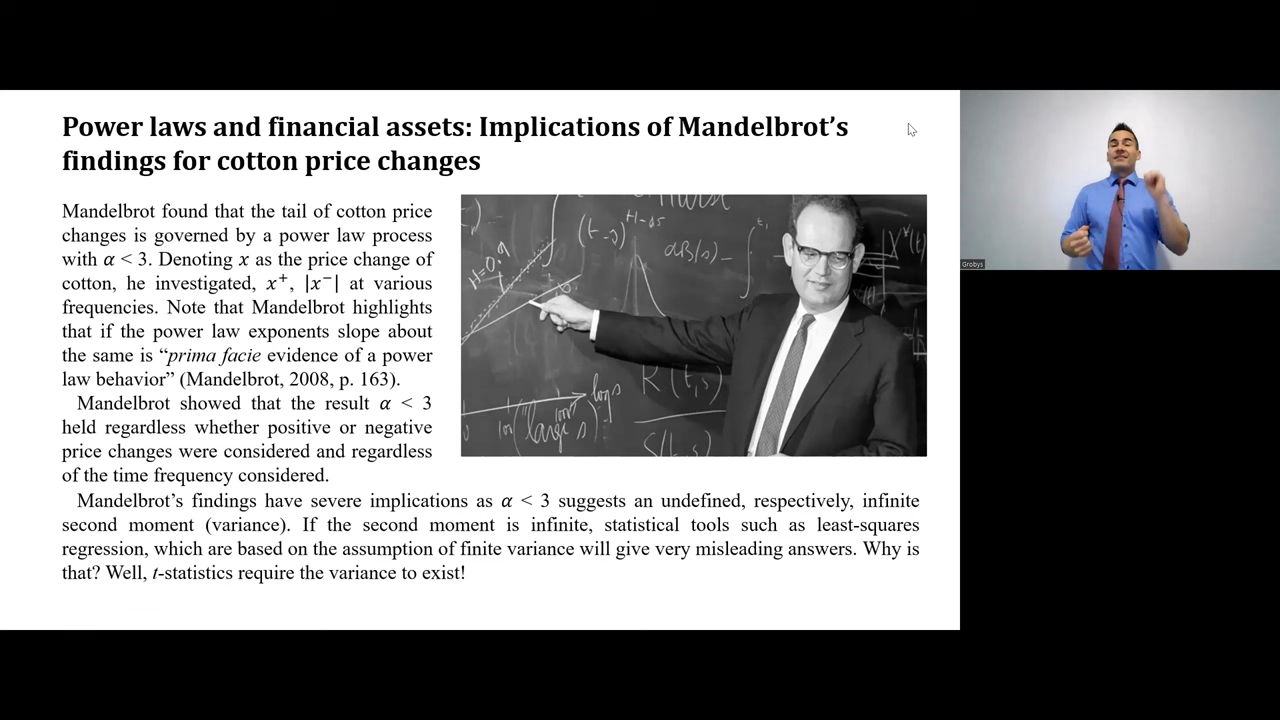 Power laws and financial assets: Implications of Mandelbrot’s
findings for cotton price changes
Mandelbrot found that the tail of cotton price
changes is governed by a power law process
with α < 3. Denoting x as the price change of
cotton, he investigated, x⁺, |x⁻| at various
frequencies. Note that Mandelbrot highlights
that if the power law exponents slope about
the same is “prima facie evidence of a power
law behavior” (Mandelbrot, 2008, p. 163).
Mandelbrot showed that the result α < 3
held regardless whether positive or negative
price changes were considered and regardless
of the time frequency considered.
Mandelbrot’s findings have severe implications as α < 3 suggests an undefined, respectively, infinite
second moment (variance). If the second moment is infinite, statistical tools such as least-squares
regression, which are based on the assumption of finite variance will give very misleading answers. Why is
that? Well, t-statistics require the variance to exist!
H=0.9
(t-s)
dB(s)
log s
R(t,s)
S(t,s)
Grobys